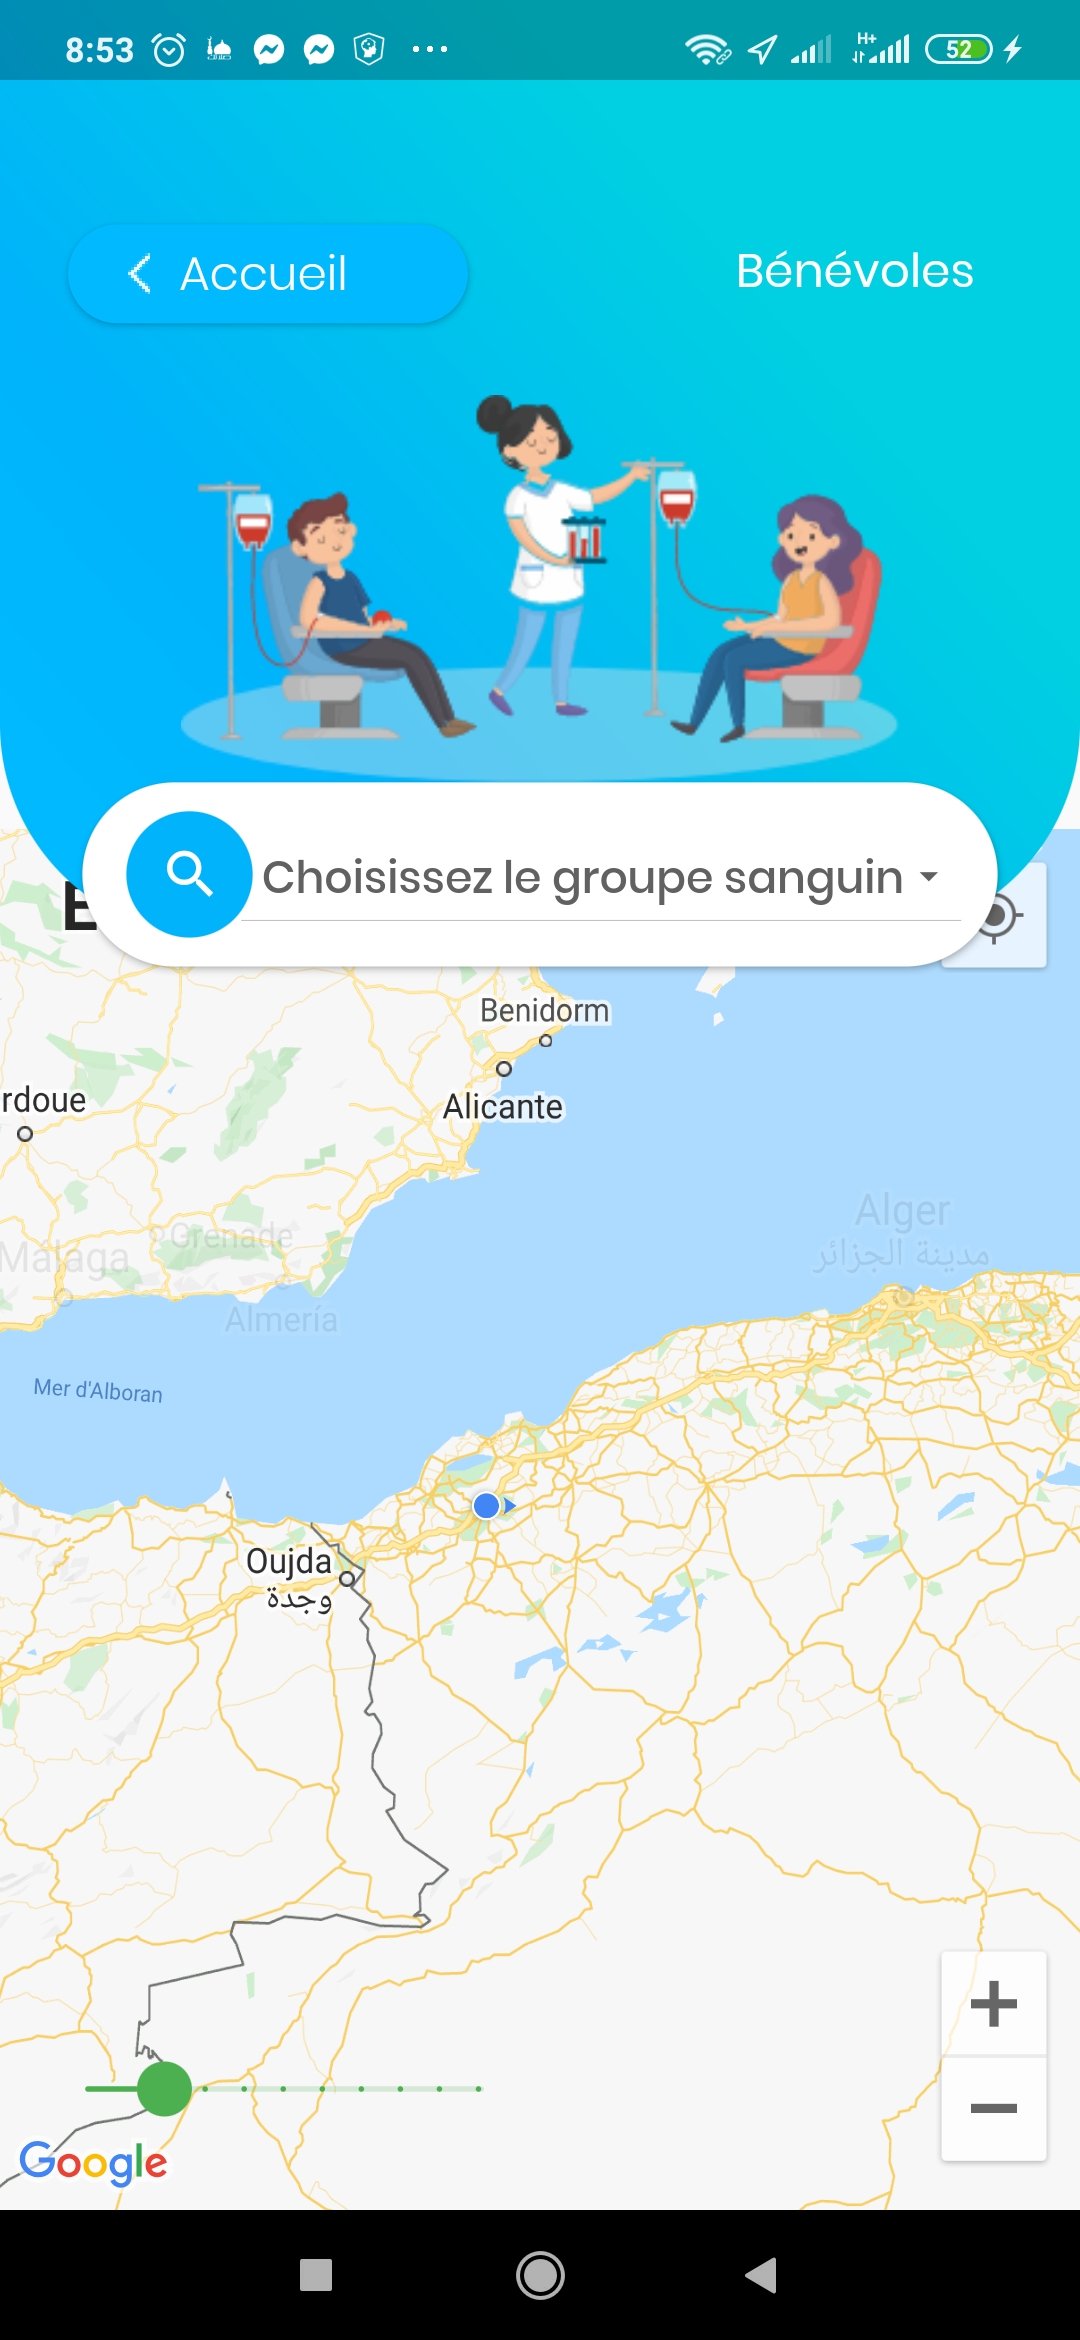 8:53
H+
52
Accueil
Bénévoles
Choisissez le groupe sanguin
Benidorm
Alicante
rdoue
Alger
مدينة الجزائر
Grenade
Málaga
Almería
Mer d'Alboran
Oujda
وجدة
Google